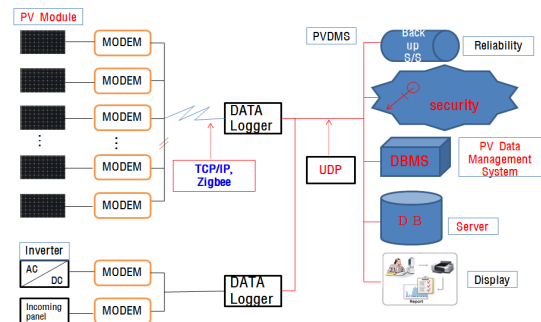 PV Module
MODEM
MODEM
MODEM
MODEM
MODEM
DATA
Logger
TCP/IP,
Zigbee
UDP
PVDMS
Back
up
S/S
Reliability
security
DBMS
PV Data
Management
System
D B
Server
Report
Display
Inverter
AC
DC
MODEM
Incoming
panel
MODEM
DATA
Logger